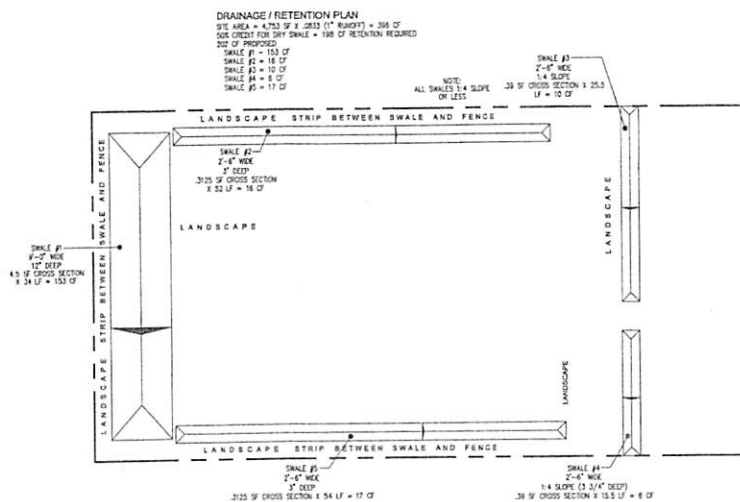 DRAINAGE / RETENTION PLAN
SITE AREA = 4,753 SF X .0833 (1" RUNOFF) = 396 CF
50% CREDIT FOR DRY SWALE = 198 CF RETENTION REQUIRED
202 CF PROPOSED
SWALE #1 - 153 CF
SWALE #2 = 16 CF
SWALE #3 = 10 CF
SWALE #4 = 6 CF
SWALE #5 = 17 CF
NOTE:
ALL SWALES 1:4 SLOPE
OR LESS
SWALE #3
2'-6" WIDE
1:4 SLOPE
.39 SF CROSS SECTION X 25.5
LF = 10 CF
LANDSCAPE STRIP BETWEEN SWALE AND FENCE
SWALE #2
2'-6" WIDE
3" DEEP
.3125 SF CROSS SECTION
X 52 LF = 16 CF
LANDSCAPE STRIP BETWEEN SWALE AND FENCE
LANDSCAPE
LANDSCAPE
SWALE #1
9'-0" WIDE
12" DEEP
4.5 SF CROSS SECTION
X 34 LF = 153 CF
LANDSCAPE
LANDSCAPE STRIP BETWEEN SWALE AND FENCE
SWALE #5
2'-6" WIDE
3" DEEP
.3125 SF CROSS SECTION X 54 LF = 17 CF
SWALE #4
2'-6" WIDE
1:4 SLOPE (3 3/4" DEEP)
.39 SF CROSS SECTION X 15.5 LF = 6 CF